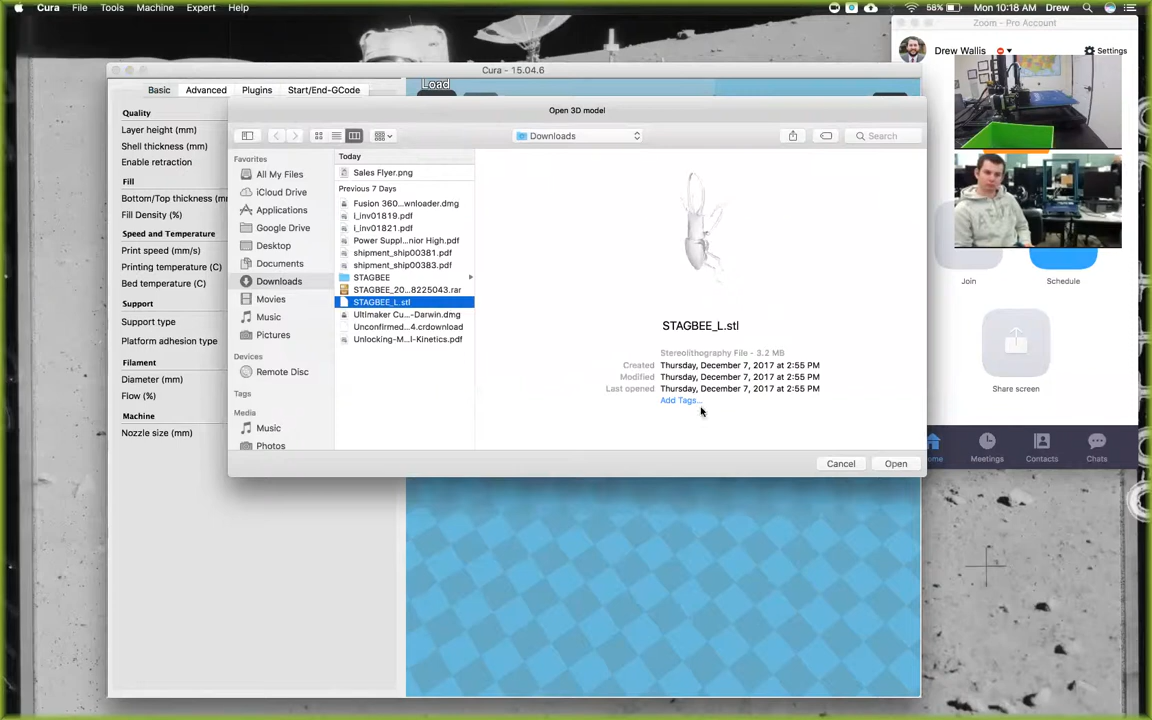 Cura File Tools Machine Expert Help
58% Mon 10:18 AM Drew
Zoom - Pro Account
Drew Wallis
Settings
Cura - 15.04.6
Basic Advanced Plugins Start/End-GCode
Load
Quality
Layer height (mm)
Shell thickness (mm)
Enable retraction
Fill
Bottom/Top thickness (mm
Fill Density (%)
Speed and Temperature
Print speed (mm/s)
Printing temperature (C)
Bed temperature (C)
Support
Support type
Platform adhesion type
Filament
Diameter (mm)
Flow (%)
Machine
Nozzle size (mm)
Open 3D model
Downloads
Search
Favorites
All My Files
iCloud Drive
Applications
Google Drive
Desktop
Documents
Downloads
Movies
Music
Pictures
Devices
Remote Disc
Tags
Media
Music
Photos
Today
Sales Flyer.png
Previous 7 Days
Fusion 360...wnloader.dmg
i_inv01819.pdf
i_inv01821.pdf
Power Suppl...nior High.pdf
shipment_ship00381.pdf
shipment_ship00383.pdf
STAGBEE
STAGBEE_20...8225043.rar
STAGBEE_L.stl
Ultimaker Cu...-Darwin.dmg
Unconfirmed...4.crdownload
Unlocking-M...l-Kinetics.pdf
STAGBEE_L.stl
Stereolithography File - 3.2 MB
Created Thursday, December 7, 2017 at 2:55 PM
Modified Thursday, December 7, 2017 at 2:55 PM
Last opened Thursday, December 7, 2017 at 2:55 PM
Add Tags...
Cancel Open
Join Schedule
Share screen
ome Meetings Contacts Chats